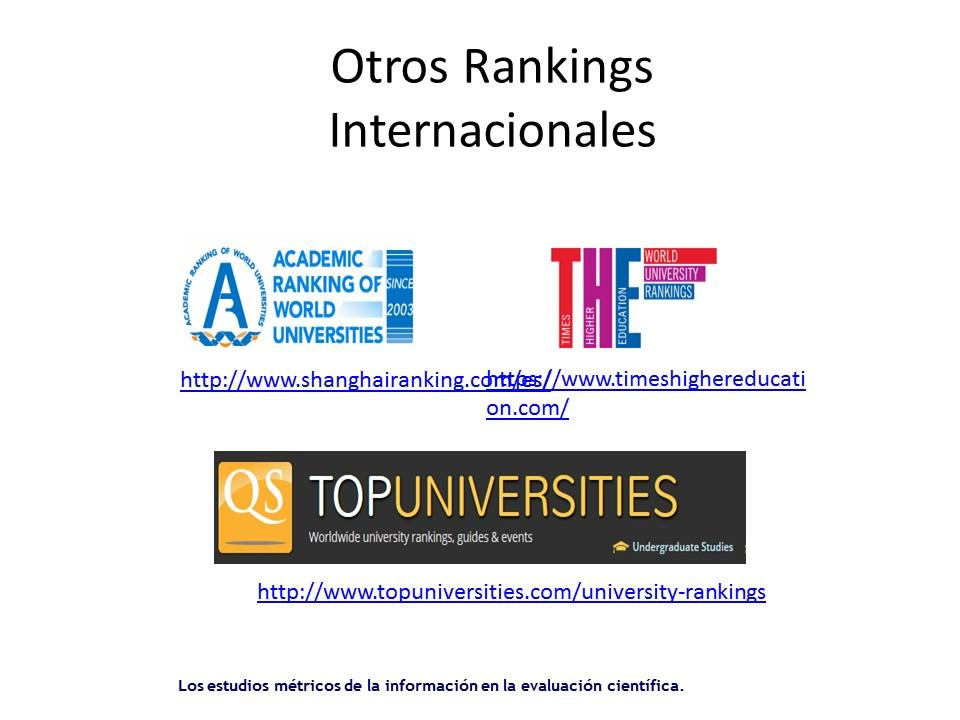 Otros Rankings
Internacionales
ACADEMIC RANKING OF WORLD UNIVERSITIES
ACADEMIC
RANKING OF
WORLD
UNIVERSITIES
SINCE
2003
THE
TIMES
HIGHER
EDUCATION
WORLD
UNIVERSITY
RANKINGS
http://www.shanghairanking.com/es/
https://www.timeshighereducati
on.com/
QS TOPUNIVERSITIES
Worldwide university rankings, guides & events
Undergraduate Studies
http://www.topuniversities.com/university-rankings
Los estudios métricos de la información en la evaluación científica.